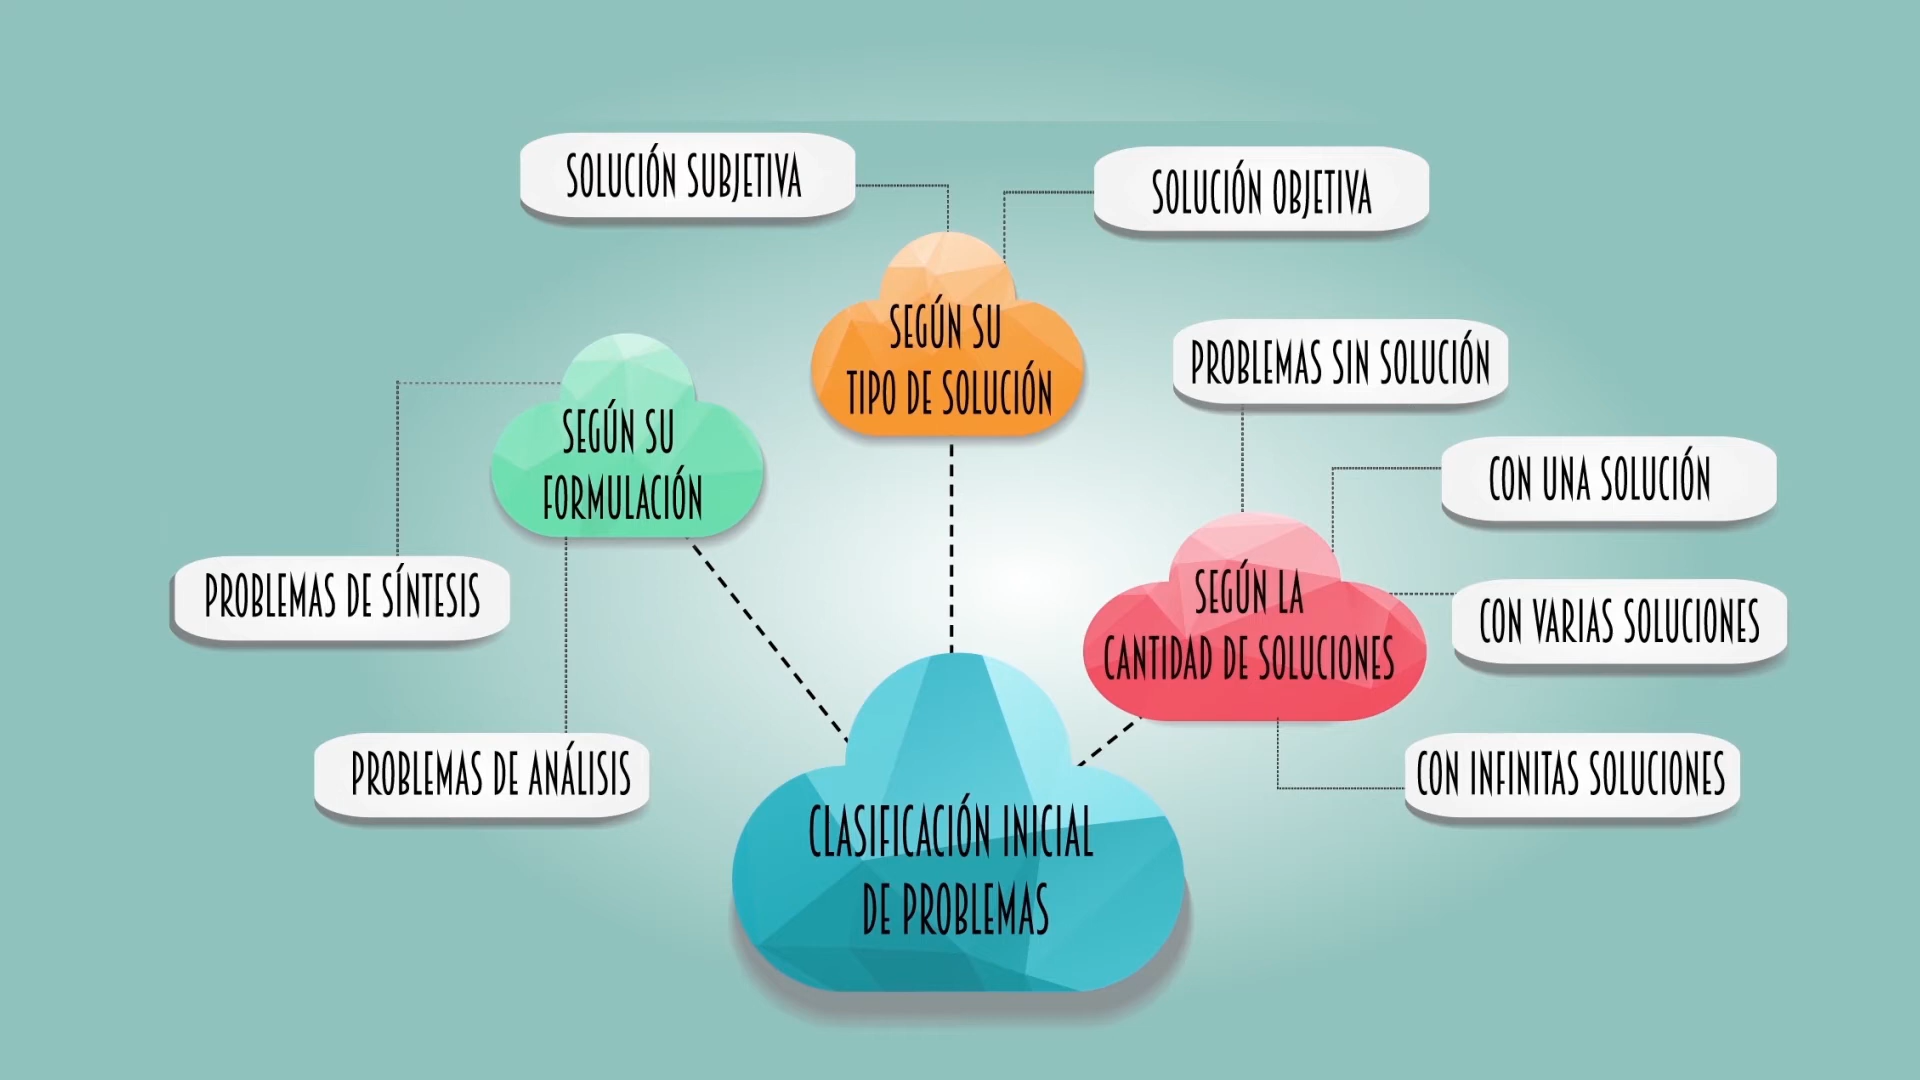 SOLUCIÓN SUBJETIVA
SOLUCIÓN OBJETIVA
SEGÚN SU
TIPO DE SOLUCIÓN
PROBLEMAS SIN SOLUCIÓN
SEGÚN SU
FORMULACIÓN
CON UNA SOLUCIÓN
PROBLEMAS DE SÍNTESIS
SEGÚN LA
CANTIDAD DE SOLUCIONES
CON VARIAS SOLUCIONES
PROBLEMAS DE ANÁLISIS
CON INFINITAS SOLUCIONES
CLASIFICACIÓN INICIAL
DE PROBLEMAS